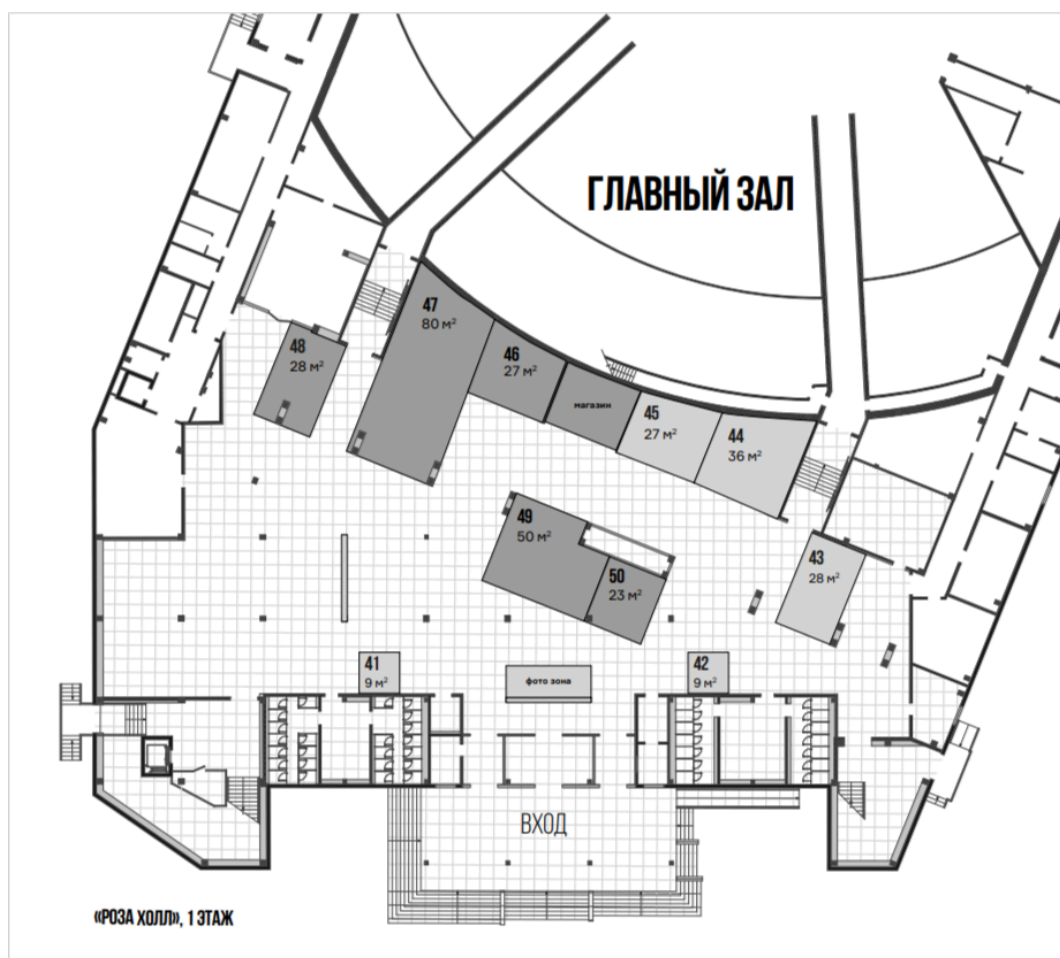 ГЛАВНЫЙ ЗАЛ
47
80 м²
48
28 м²
46
27 м²
магазин
45
27 м²
44
36 м²
49
50 м²
50
23 м²
43
28 м²
41
9 м²
42
9 м²
фото зона
ВХОД
«РОЗА ХОЛЛ», 1 ЭТАЖ